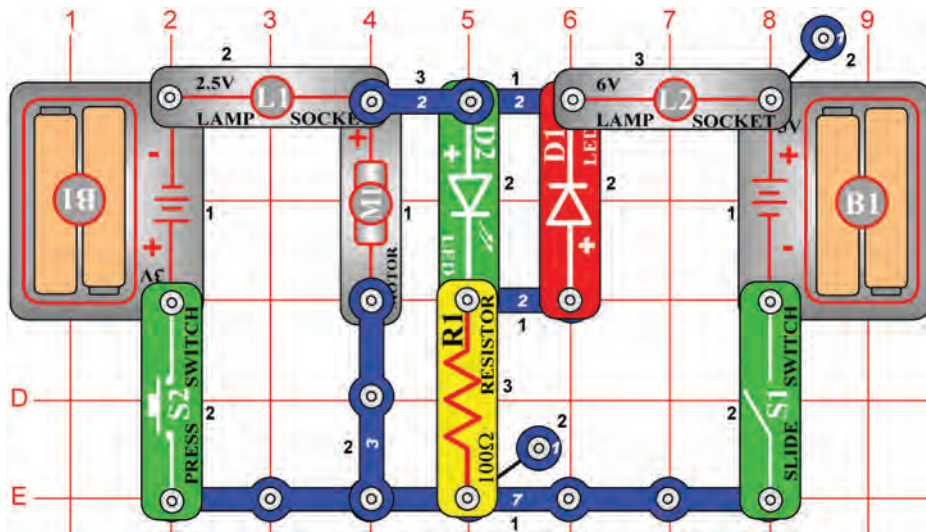 1 2 3 4 5 6 7 8 9
2 3 1 3 1 2
2.5V L1 2 2 6V L2
LAMP SOCKET LAMP SOCKET 3V
- + D2 D1 LED +
B1 1 M1 1 + 2 + 2 1 B1
+ 3V MOTOR LED -
S2 PRESS SWITCH 2
R1 RESISTOR 100Ω 3
2 1
S1 SLIDE SWITCH 2
D 2 3 2 1
E 7 1